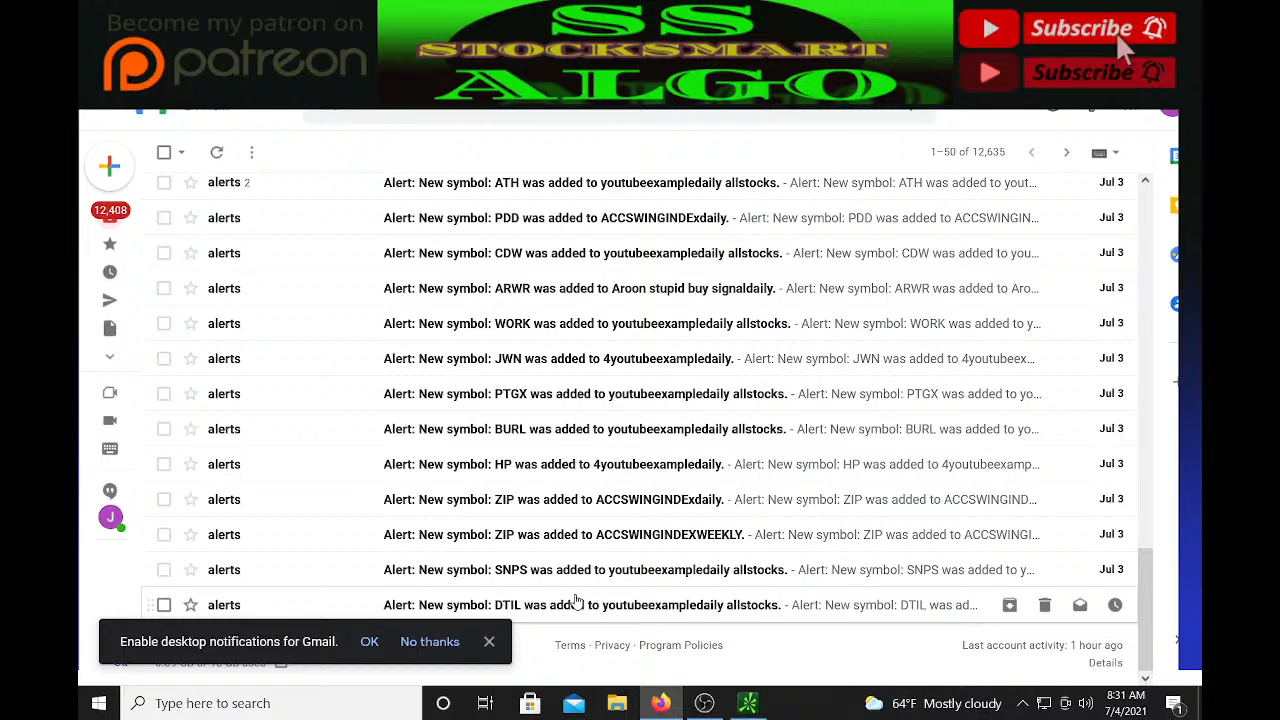 Become my patron on
patreon
SS
STOCKSMART
ALGO
Subscribe
Subscribe
1–50 of 12,635
12,408
alerts 2 Alert: New symbol: ATH was added to youtubeexampledaily allstocks. - Alert: New symbol: ATH was added to yout... Jul 3
alerts Alert: New symbol: PDD was added to ACCSWINGINDExdaily. - Alert: New symbol: PDD was added to ACCSWINGIN... Jul 3
alerts Alert: New symbol: CDW was added to youtubeexampledaily allstocks. - Alert: New symbol: CDW was added to you... Jul 3
alerts Alert: New symbol: ARWR was added to Aroon stupid buy signaldaily. - Alert: New symbol: ARWR was added to Aro... Jul 3
alerts Alert: New symbol: WORK was added to youtubeexampledaily allstocks. - Alert: New symbol: WORK was added to y... Jul 3
alerts Alert: New symbol: JWN was added to 4youtubeexampledaily. - Alert: New symbol: JWN was added to 4youtubeex... Jul 3
alerts Alert: New symbol: PTGX was added to youtubeexampledaily allstocks. - Alert: New symbol: PTGX was added to yo... Jul 3
alerts Alert: New symbol: BURL was added to youtubeexampledaily allstocks. - Alert: New symbol: BURL was added to yo... Jul 3
alerts Alert: New symbol: HP was added to 4youtubeexampledaily. - Alert: New symbol: HP was added to 4youtubeexamp... Jul 3
alerts Alert: New symbol: ZIP was added to ACCSWINGINDExdaily. - Alert: New symbol: ZIP was added to ACCSWINGIND... Jul 3
alerts Alert: New symbol: ZIP was added to ACCSWINGINDEXWEEKLY. - Alert: New symbol: ZIP was added to ACCSWINGI... Jul 3
alerts Alert: New symbol: SNPS was added to youtubeexampledaily allstocks. - Alert: New symbol: SNPS was added to y... Jul 3
alerts Alert: New symbol: DTIL was added to youtubeexampledaily allstocks. - Alert: New symbol: DTIL was ad...
J
Enable desktop notifications for Gmail. OK No thanks
Terms · Privacy · Program Policies
Last account activity: 1 hour ago
Details
Type here to search
64°F Mostly cloudy
8:31 AM
7/4/2021
1